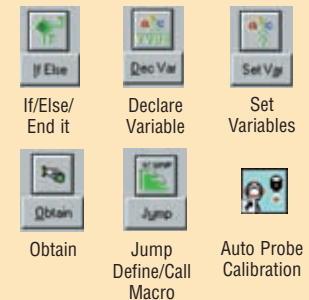 If Else
Dec Var
Set Var
If/Else/
End it
Declare
Variable
Set
Variables
Obtain
Jump
Obtain
Jump
Define/Call
Macro
Auto Probe
Calibration